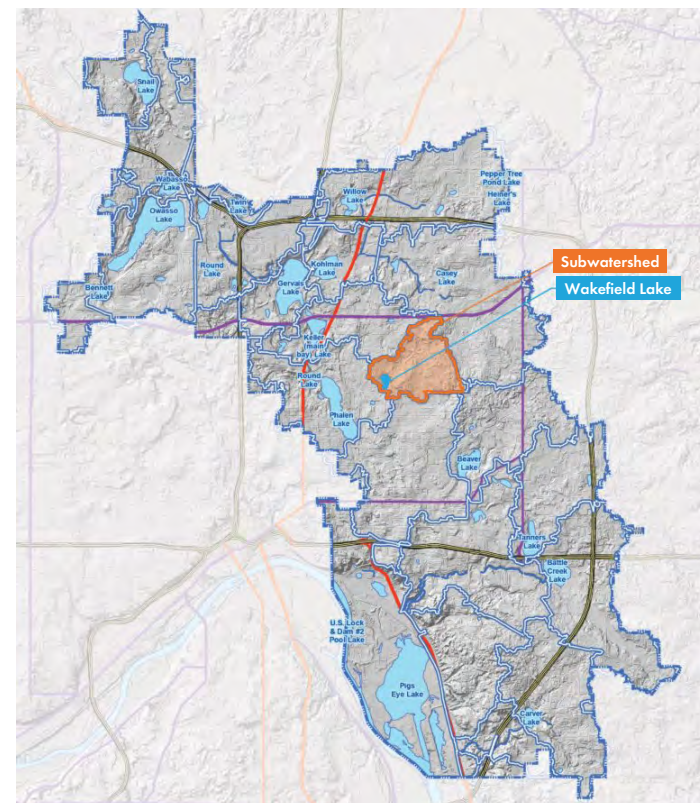 Snail
Lake
Wabasso
Lake
Owasso
Lake
Twin
Lake
Willow
Lake
Pepper Tree
Pond Lake
Heiner's
Lake
Round
Lake
Bennett
Lake
Gervais
Lake
Kohlman
Lake
Casey
Lake
Subwatershed
Wakefield Lake
Keller
(main
bay) Lake
Round
Lake
Phalen
Lake
Beaver
Lake
Tanners
Lake
Battle
Creek
Lake
U.S. Lock
& Dam #2
Pool Lake
Pigs
Eye Lake
Carver
Lake